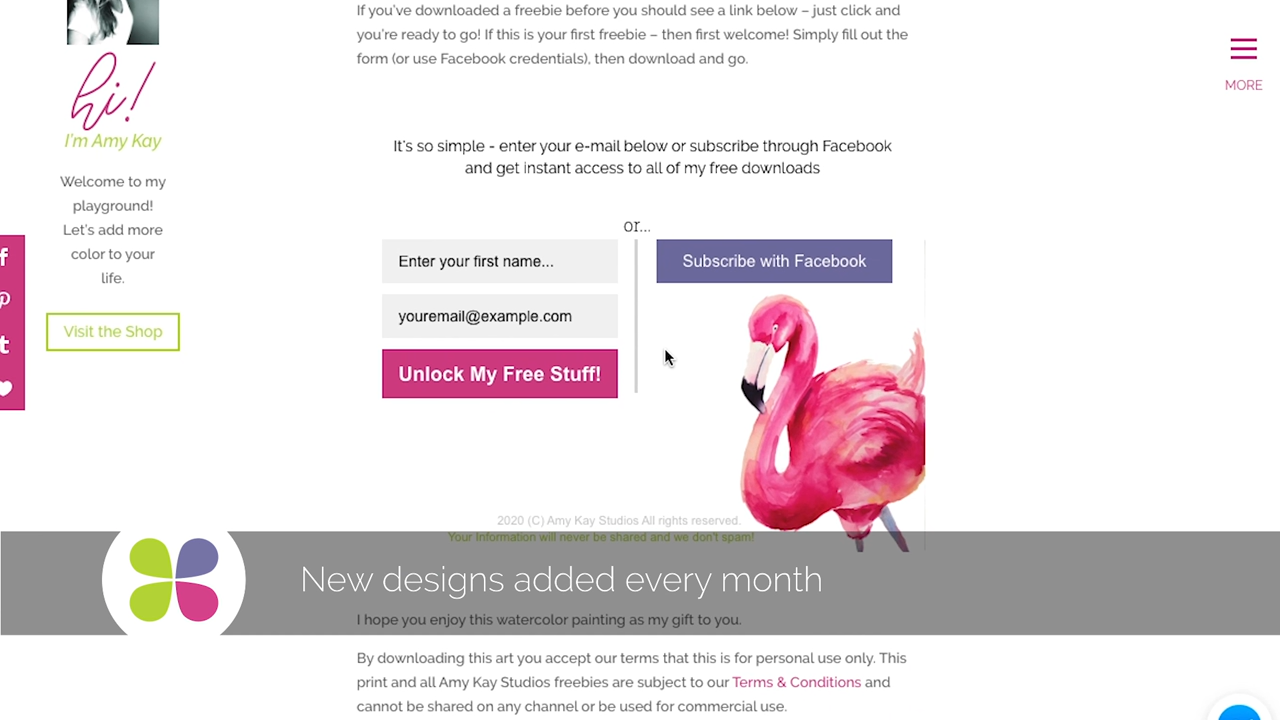 If you've downloaded a freebie before you should see a link below – just click and
you're ready to go! If this is your first freebie – then first welcome! Simply fill out the
form (or use Facebook credentials), then download and go.
MORE
hi!
I'm Amy Kay
Welcome to my
playground!
Let's add more
color to your
life.
Visit the Shop
It's so simple - enter your e-mail below or subscribe through Facebook
and get instant access to all of my free downloads
or...
Enter your first name...
Subscribe with Facebook
youremail@example.com
Unlock My Free Stuff!
2020 (C) Amy Kay Studios All rights reserved.
Your Information will never be shared and we don't spam!
New designs added every month
I hope you enjoy this watercolor painting as my gift to you.
By downloading this art you accept our terms that this is for personal use only. This
print and all Amy Kay Studios freebies are subject to our Terms & Conditions and
cannot be shared on any channel or be used for commercial use.